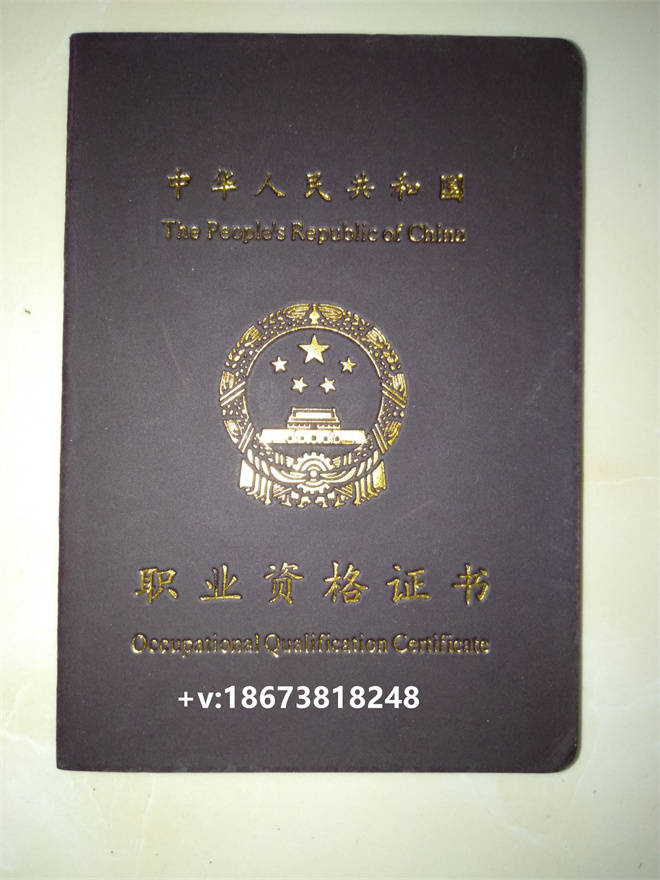 中华人民共和国
The People's Republic of China
职业资格证书
Occupational Qualification Certificate
+v:18673818248